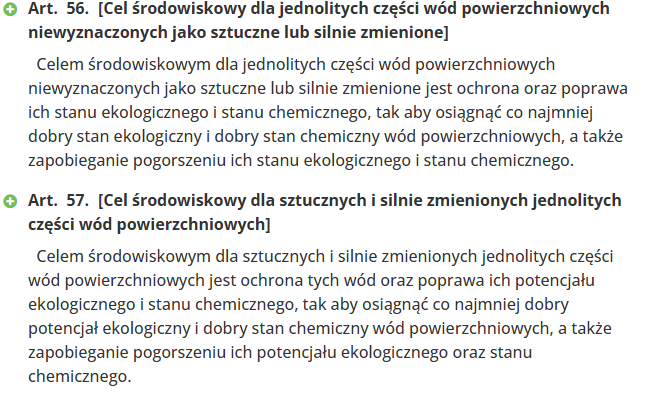 Art. 56. [Cel środowiskowy dla jednolitych części wód powierzchniowych
niewyznaczonych jako sztuczne lub silnie zmienione]
Celem środowiskowym dla jednolitych części wód powierzchniowych
niewyznaczonych jako sztuczne lub silnie zmienione jest ochrona oraz poprawa
ich stanu ekologicznego i stanu chemicznego, tak aby osiągnąć co najmniej
dobry stan ekologiczny i dobry stan chemiczny wód powierzchniowych, a także
zapobieganie pogorszeniu ich stanu ekologicznego i stanu chemicznego.
Art. 57. [Cel środowiskowy dla sztucznych i silnie zmienionych jednolitych
części wód powierzchniowych]
Celem środowiskowym dla sztucznych i silnie zmienionych jednolitych części
wód powierzchniowych jest ochrona tych wód oraz poprawa ich potencjału
ekologicznego i stanu chemicznego, tak aby osiągnąć co najmniej dobry
potencjał ekologiczny i dobry stan chemiczny wód powierzchniowych, a także
zapobieganie pogorszeniu ich potencjału ekologicznego oraz stanu
chemicznego.